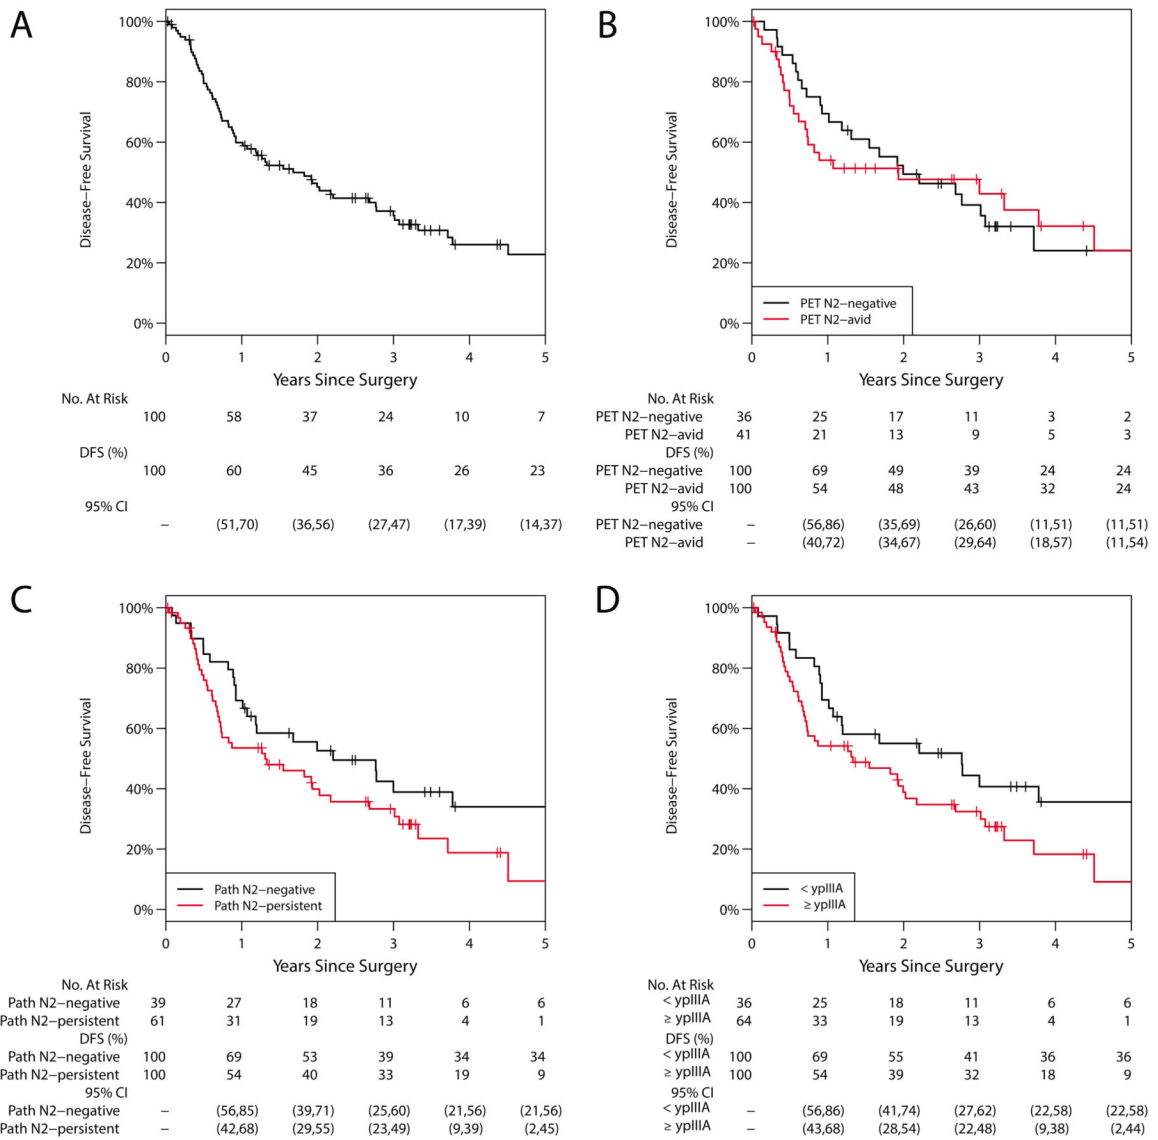 A
Disease–Free Survival
100%
80%
60%
40%
20%
0%
0 1 2 3 4 5
Years Since Surgery
No. At Risk
100 58 37 24 10 7
DFS (%)
100 60 45 36 26 23
95% CI
– (51,70) (36,56) (27,47) (17,39) (14,37)
B
Disease–Free Survival
100%
80%
60%
40%
20%
0%
PET N2–negative
PET N2–avid
0 1 2 3 4 5
Years Since Surgery
No. At Risk
PET N2–negative 36 25 17 11 3 2
PET N2–avid 41 21 13 9 5 3
DFS (%)
PET N2–negative 100 69 49 39 24 24
PET N2–avid 100 54 48 43 32 24
95% CI
PET N2–negative – (56,86) (35,69) (26,60) (11,51) (11,51)
PET N2–avid – (40,72) (34,67) (29,64) (18,57) (11,54)
C
Disease–Free Survival
100%
80%
60%
40%
20%
0%
Path N2–negative
Path N2–persistent
0 1 2 3 4 5
Years Since Surgery
No. At Risk
Path N2–negative 39 27 18 11 6 6
Path N2–persistent 61 31 19 13 4 1
DFS (%)
Path N2–negative 100 69 53 39 34 34
Path N2–persistent 100 54 40 33 19 9
95% CI
Path N2–negative – (56,85) (39,71) (25,60) (21,56) (21,56)
Path N2–persistent – (42,68) (29,55) (23,49) (9,39) (2,45)
D
Disease–Free Survival
100%
80%
60%
40%
20%
0%
< ypIIIA
≥ ypIIIA
0 1 2 3 4 5
Years Since Surgery
No. At Risk
< ypIIIA 36 25 18 11 6 6
≥ ypIIIA 64 33 19 13 4 1
DFS (%)
< ypIIIA 100 69 55 41 36 36
≥ ypIIIA 100 54 39 32 18 9
95% CI
< ypIIIA – (56,86) (41,74) (27,62) (22,58) (22,58)
≥ ypIIIA – (43,68) (28,54) (22,48) (9,38) (2,44)